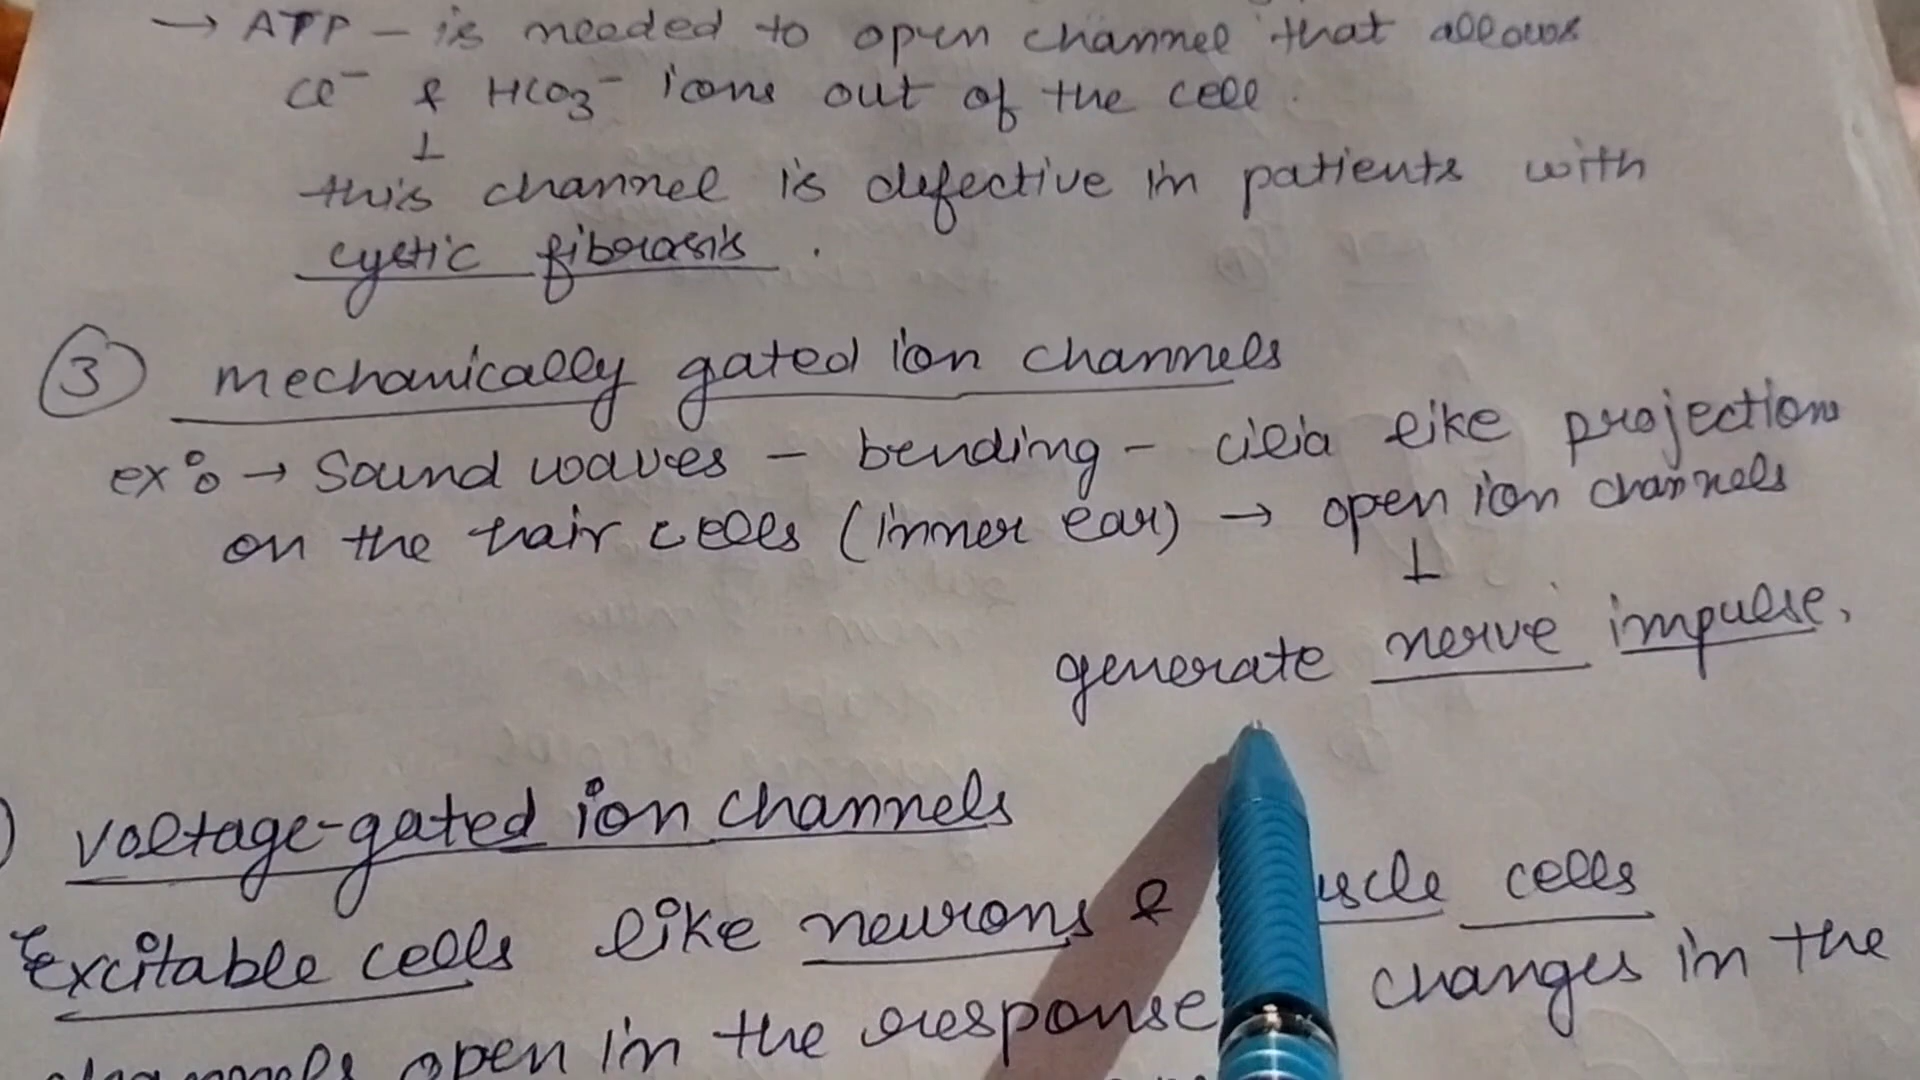 → ATP - is needed to open channel that allows
Cl⁻ & HCO3⁻ ions out of the cell.
↓
this channel is defective in patients with
cystic fibrosis.
③ mechanically gated ion channels
ex: → Sound waves - bending - cilia like projections
on the hair cells (inner ear) → open ion channels
↓
generate nerve impulse.
) voltage-gated ion channels
Excitable cells like neurons & uscle cells
open in the response changes in the